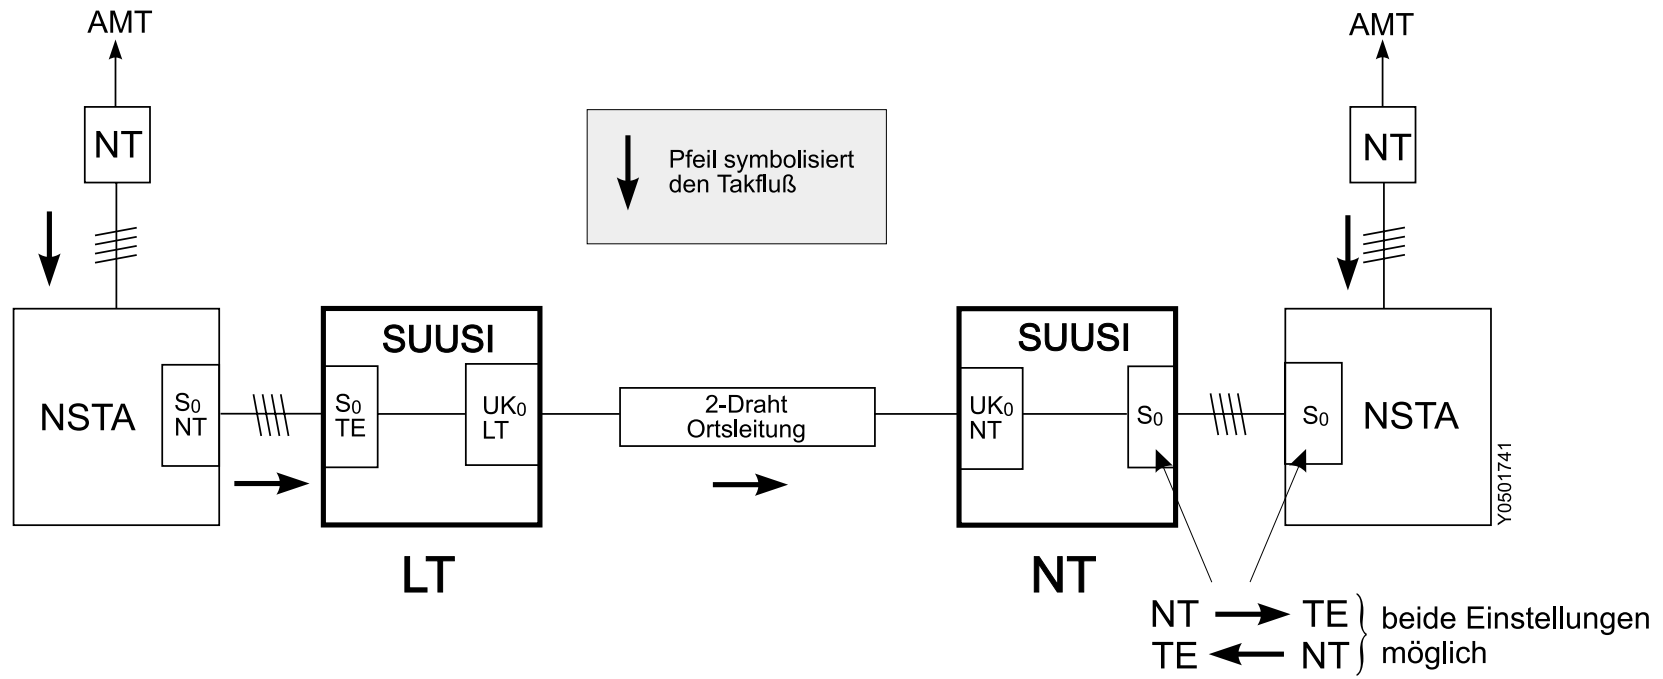 AMT
AMT
NT
NT
Pfeil symbolisiert
den Takfluß
SUUSI
SUUSI
NSTA
S0
NT
S0
TE
UK0
LT
2-Draht
Ortsleitung
UK0
NT
S0
S0
NSTA
Y0501741
LT
NT
NT TE
TE NT
beide Einstellungen
möglich